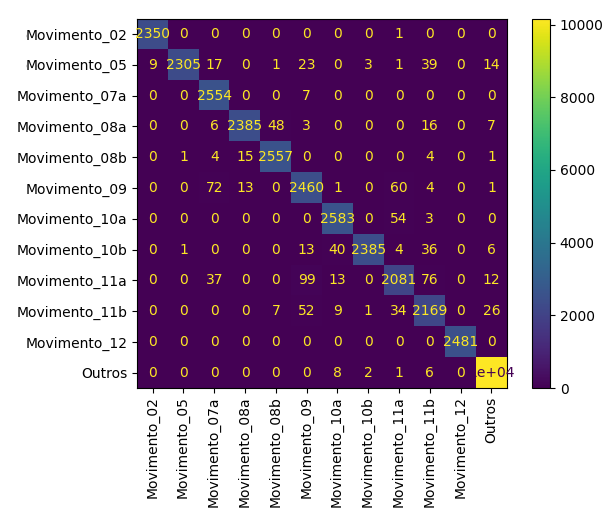 Movimento_02 2350 0 0 0 0 0 0 0 1 0 0 0
Movimento_05 9 2305 17 0 1 23 0 3 1 39 0 14
Movimento_07a 0 0 2554 0 0 7 0 0 0 0 0 0
Movimento_08a 0 0 6 2385 48 3 0 0 0 16 0 7
Movimento_08b 0 1 4 15 2557 0 0 0 0 4 0 1
Movimento_09 0 0 72 13 0 2460 1 0 60 4 0 1
Movimento_10a 0 0 0 0 0 0 2583 0 54 3 0 0
Movimento_10b 0 1 0 0 0 13 40 2385 4 36 0 6
Movimento_11a 0 0 37 0 0 99 13 0 2081 76 0 12
Movimento_11b 0 0 0 0 7 52 9 1 34 2169 0 26
Movimento_12 0 0 0 0 0 0 0 0 0 0 2481 0
Outros 0 0 0 0 0 0 8 2 1 6 0 e+04
Movimento_02
Movimento_05
Movimento_07a
Movimento_08a
Movimento_08b
Movimento_09
Movimento_10a
Movimento_10b
Movimento_11a
Movimento_11b
Movimento_12
Outros
10000
8000
6000
4000
2000
0